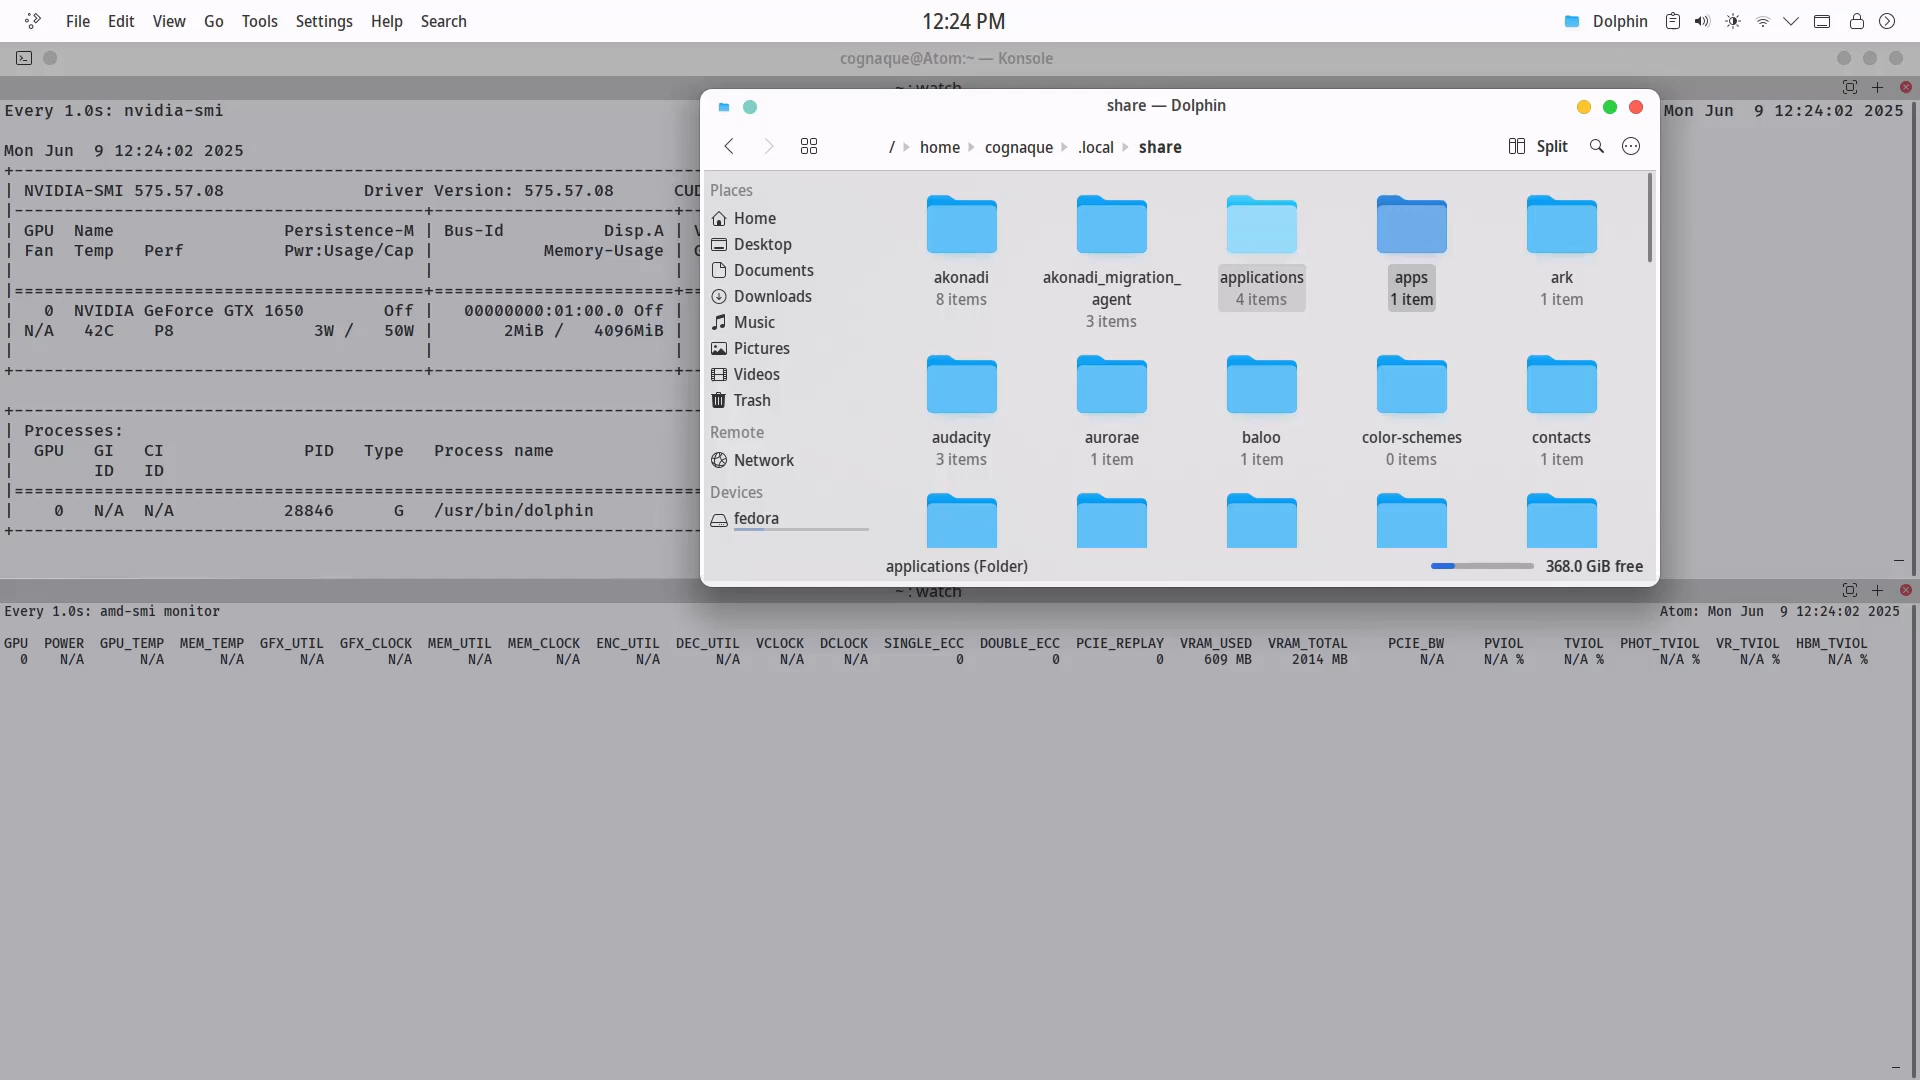 File Edit View Go Tools Settings Help Search
12:24 PM
Dolphin
cognaque@Atom:~ — Konsole
~ : watch
Every 1.0s: nvidia-smi
Mon Jun  9 12:24:02 2025
Mon Jun  9 12:24:02 2025
NVIDIA-SMI 575.57.08 Driver Version: 575.57.08
GPU Name Persistence-M | Bus-Id Disp.A
Fan Temp Perf Pwr:Usage/Cap | Memory-Usage
0 NVIDIA GeForce GTX 1650 Off | 00000000:01:00.0 Off
N/A 42C P8 3W / 50W | 2MiB / 4096MiB
Processes:
GPU GI CI PID Type Process name
ID ID
0 N/A N/A 28846 G /usr/bin/dolphin
share — Dolphin
/ home cognaque .local share
Split
Places
Home
Desktop
Documents
Downloads
Music
Pictures
Videos
Trash
Remote
Network
Devices
fedora
akonadi
8 items
akonadi_migration_
agent
3 items
applications
4 items
apps
1 item
ark
1 item
audacity
3 items
aurorae
1 item
baloo
1 item
color-schemes
0 items
contacts
1 item
applications (Folder)
368.0 GiB free
~ : watch
Every 1.0s: amd-smi monitor
Atom: Mon Jun  9 12:24:02 2025
GPU POWER GPU_TEMP MEM_TEMP GFX_UTIL GFX_CLOCK MEM_UTIL MEM_CLOCK ENC_UTIL DEC_UTIL VCLOCK DCLOCK SINGLE_ECC DOUBLE_ECC PCIE_REPLAY VRAM_USED VRAM_TOTAL PCIE_BW PVIOL TVIOL PHOT_TVIOL VR_TVIOL HBM_TVIOL
0 N/A N/A N/A N/A N/A N/A N/A N/A N/A N/A N/A 0 0 0 609 MB 2014 MB N/A N/A % N/A % N/A % N/A % N/A %